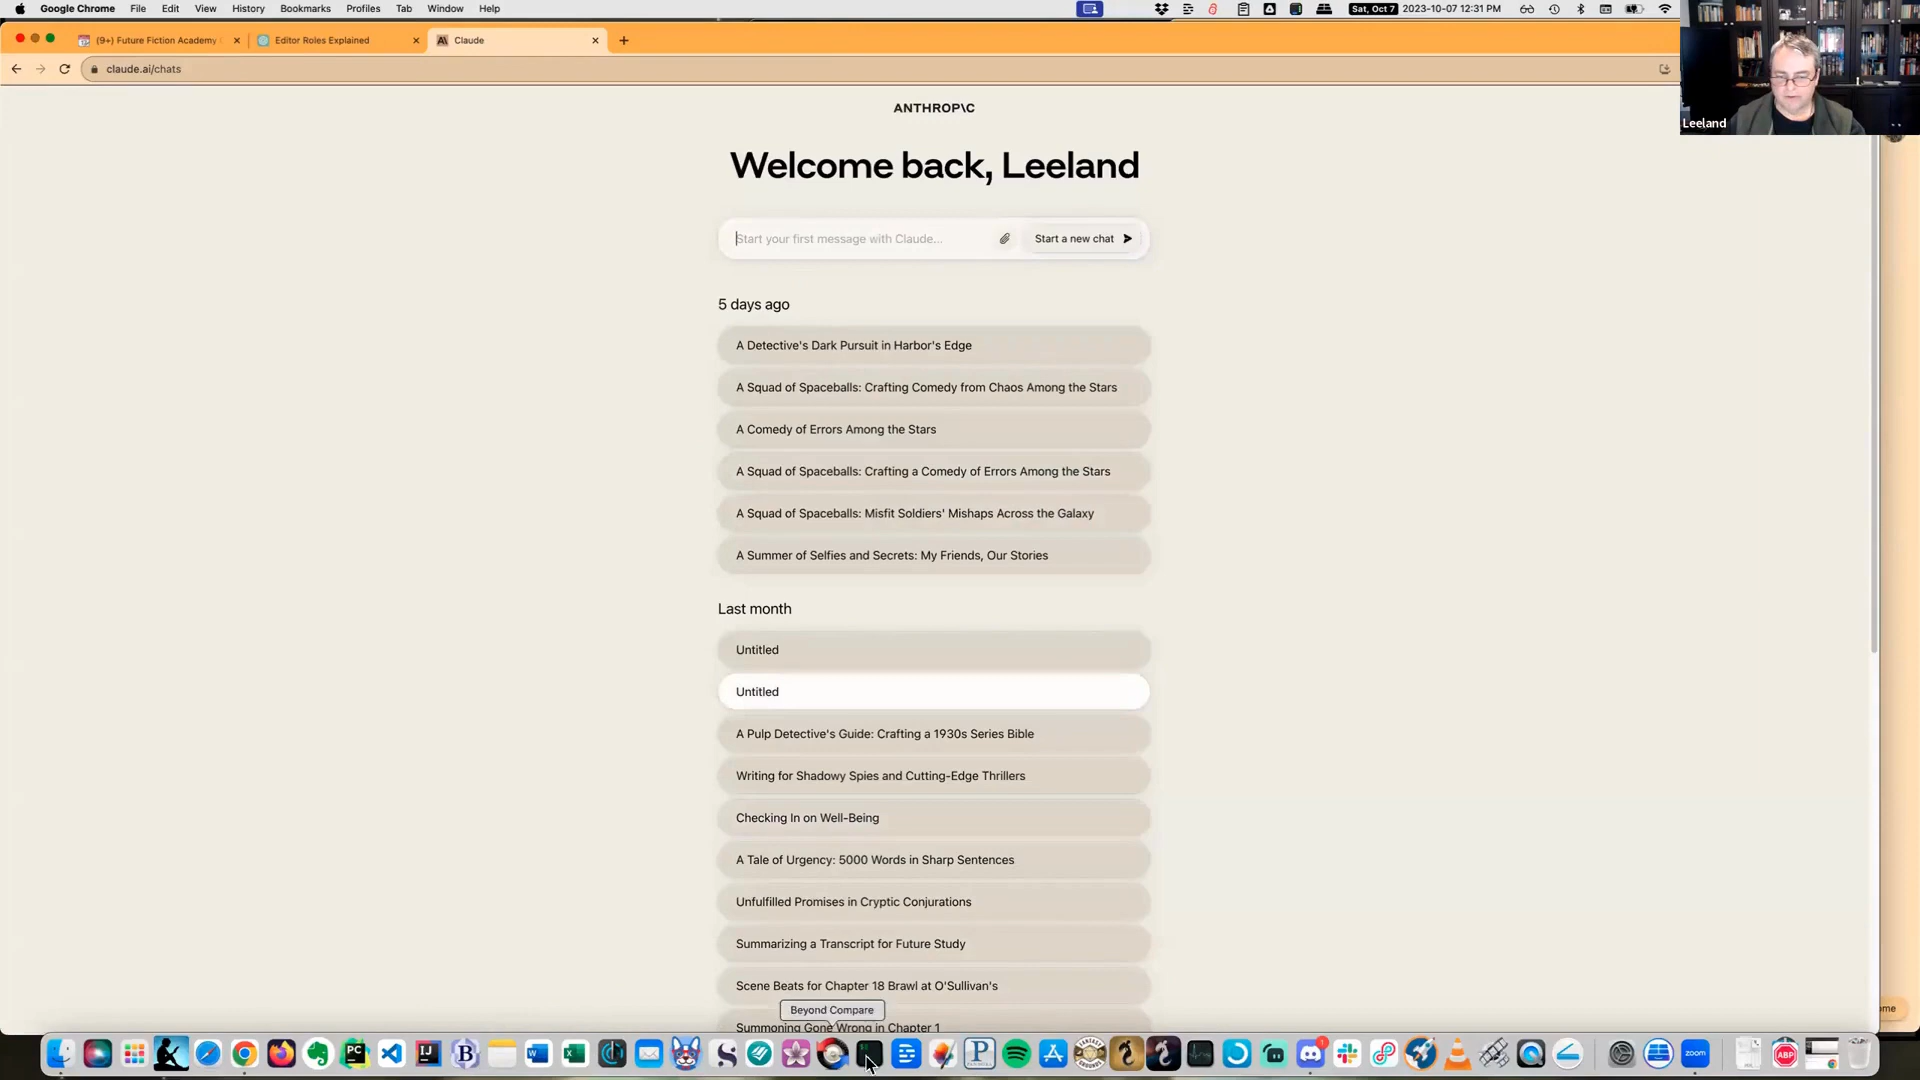 Google Chrome File Edit View History Bookmarks Profiles Tab Window Help Sat, Oct 7 2023-10-07 12:31 PM
(9+) Future Fiction Academy Editor Roles Explained Claude
claude.ai/chats
Leeland
ANTHROP\C
Welcome back, Leeland
Start your first message with Claude... Start a new chat
5 days ago
A Detective's Dark Pursuit in Harbor's Edge
A Squad of Spaceballs: Crafting Comedy from Chaos Among the Stars
A Comedy of Errors Among the Stars
A Squad of Spaceballs: Crafting a Comedy of Errors Among the Stars
A Squad of Spaceballs: Misfit Soldiers' Mishaps Across the Galaxy
A Summer of Selfies and Secrets: My Friends, Our Stories
Last month
Untitled
Untitled
A Pulp Detective's Guide: Crafting a 1930s Series Bible
Writing for Shadowy Spies and Cutting-Edge Thrillers
Checking In on Well-Being
A Tale of Urgency: 5000 Words in Sharp Sentences
Unfulfilled Promises in Cryptic Conjurations
Summarizing a Transcript for Future Study
Scene Beats for Chapter 18 Brawl at O'Sullivan's
Beyond Compare
Summoning Gone Wrong in Chapter 1